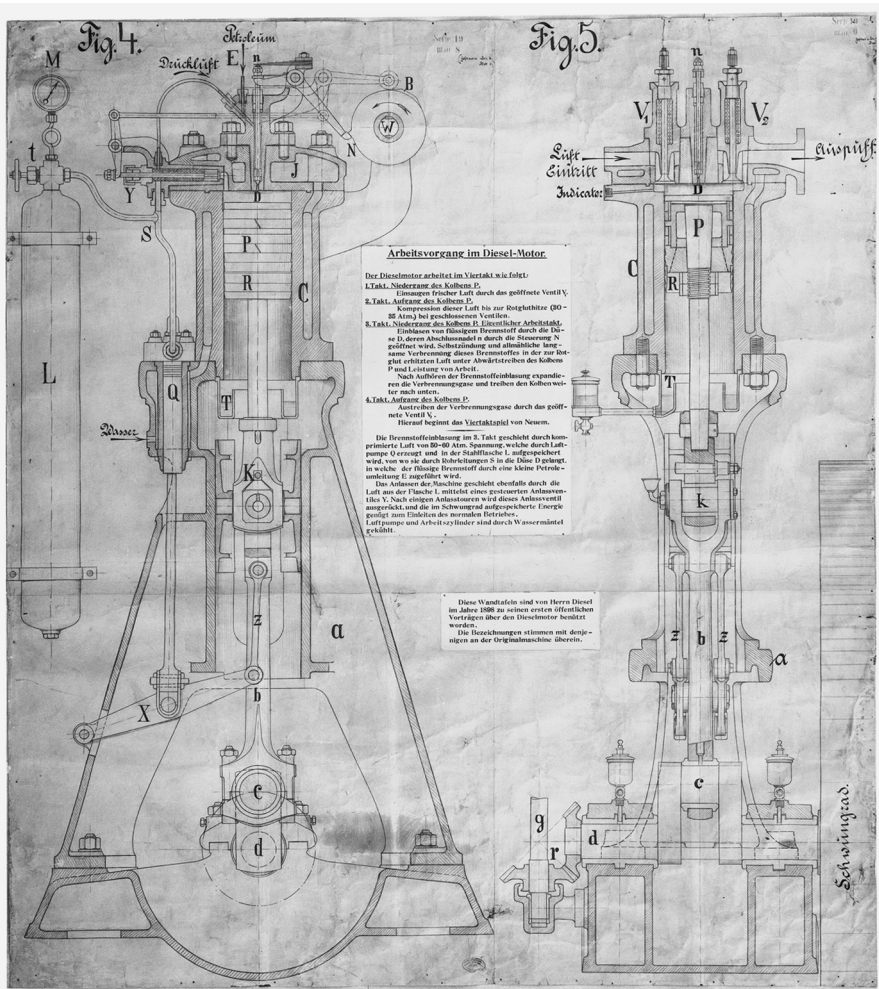 Fig. 4.
Petroleum
Fig. 5.
M
Druckluft
E
n
n
B
V₁
V₂
W
t
N
Luft
Eintritt
Auspuff.
J
Y
D
Indicator
D
S
P
P
C
R
C
R
Arbeitsvorgang im Diesel-Motor.
Der Dieselmotor arbeitet im Viertakt wie folgt:
1.Takt. Niedergang des Kolbens P.
Einsaugen frischer Luft durch das geöffnete Ventil V₁.
2.Takt. Aufgang des Kolbens P.
Kompression dieser Luft bis zur Rotgluthitze (30-
35 Atm.) bei geschlossenen Ventilen.
3.Takt. Niedergang des Kolbens P. Eigentlicher Arbeitstakt.
Einblasen von flüssigem Brennstoff durch die Dü-
se D, deren Abschlussnadel n durch die Steuerung N
geöffnet wird. Selbstzündung und allmähliche lang-
same Verbrennung dieses Brennstoffes in der zur Rot-
glut erhitzten Luft unter Abwärtstreiben des Kolbens
P und Leistung von Arbeit.
Nach Aufhören der Brennstoffeinblasung expandie-
ren die Verbrennungsgase und treiben den Kolben wei-
ter nach unten.
4.Takt. Aufgang des Kolbens P.
Austreiben der Verbrennungsgase durch das geöff-
nete Ventil V₂.
Hierauf beginnt das Viertaktspiel von Neuem.
Die Brennstoffeinblasung im 3. Takt geschieht durch kom-
primierte Luft von 50-60 Atm. Spannung, welche durch Luft-
pumpe Q erzeugt und in der Stahlflasche L aufgespeichert
wird, von wo sie durch Rohrleitungen S in die Düse D gelangt,
in welche der flüssige Brennstoff durch eine kleine Petrole-
umleitung E zugeführt wird.
Das Anlassen der Maschine geschieht ebenfalls durch die
Luft aus der Flasche L mittelst eines gesteuerten Anlassven-
tiles Y. Nach einigen Anlasstouren wird dieses Anlassventil
ausgerückt, und die im Schwungrad aufgespeicherte Energie
genügt zum Einleiten des normalen Betriebes.
Luftpumpe und Arbeitszylinder sind durch Wassermäntel
gekühlt.
L
Q
T
T
Wasser
K
k
Diese Wandtafeln sind von Herrn Diesel
im Jahre 1898 zu seinen ersten öffentlichen
Vorträgen über den Dieselmotor benützt
worden.
Die Bezeichnungen stimmen mit denje-
nigen an der Originalmaschine überein.
z
a
z
b
z
a
b
X
C
c
d
g
r
d
Schwungrad.